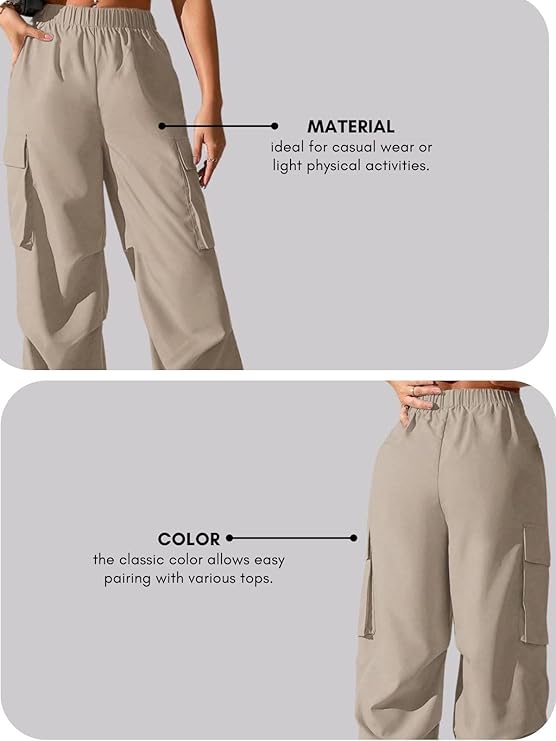 MATERIAL
ideal for casual wear or
light physical activities.
COLOR
the classic color allows easy
pairing with various tops.